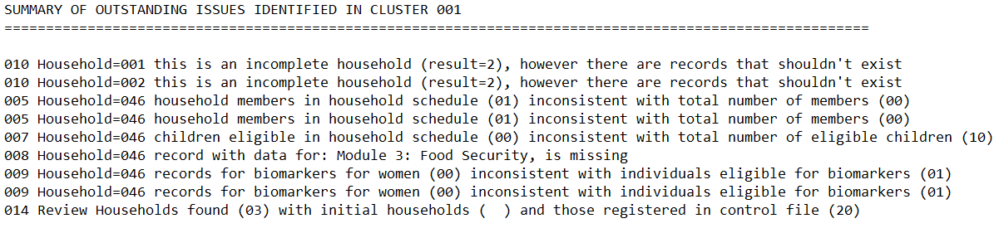 SUMMARY OF OUTSTANDING ISSUES IDENTIFIED IN CLUSTER 001
========================================================================================================
010 Household=001 this is an incomplete household (result=2), however there are records that shouldn't exist
010 Household=002 this is an incomplete household (result=2), however there are records that shouldn't exist
005 Household=046 household members in household schedule (01) inconsistent with total number of members (00)
005 Household=046 household members in household schedule (01) inconsistent with total number of members (00)
007 Household=046 children eligible in household schedule (00) inconsistent with total number of eligible children (10)
008 Household=046 record with data for: Module 3: Food Security, is missing
009 Household=046 records for biomarkers for women (00) inconsistent with individuals eligible for biomarkers (01)
009 Household=046 records for biomarkers for women (00) inconsistent with individuals eligible for biomarkers (01)
014 Review Households found (03) with initial households (  ) and those registered in control file (20)